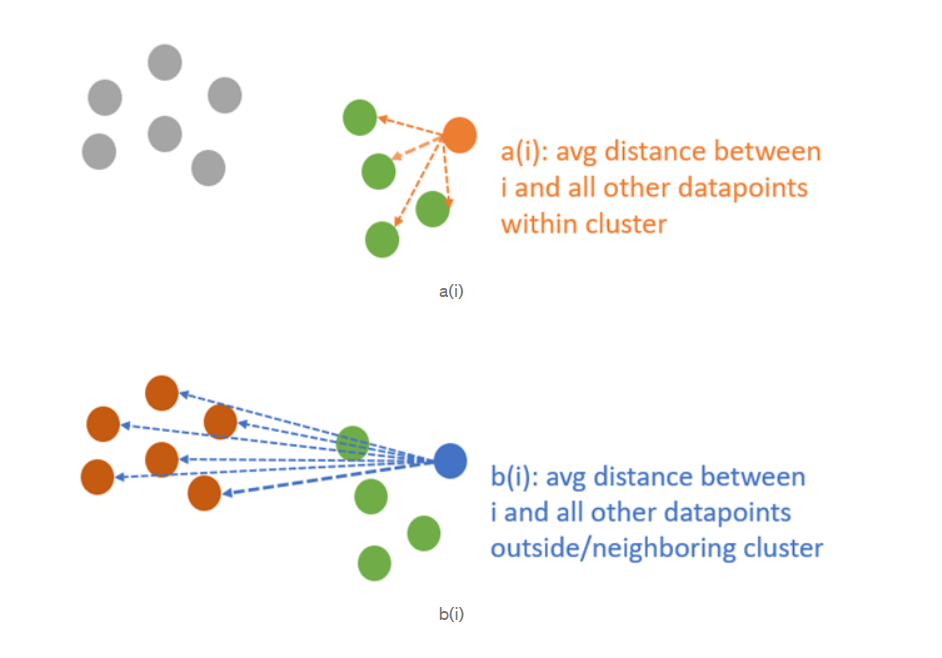 a(i): avg distance between
i and all other datapoints
within cluster
a(i)
b(i): avg distance between
i and all other datapoints
outside/neighboring cluster
b(i)